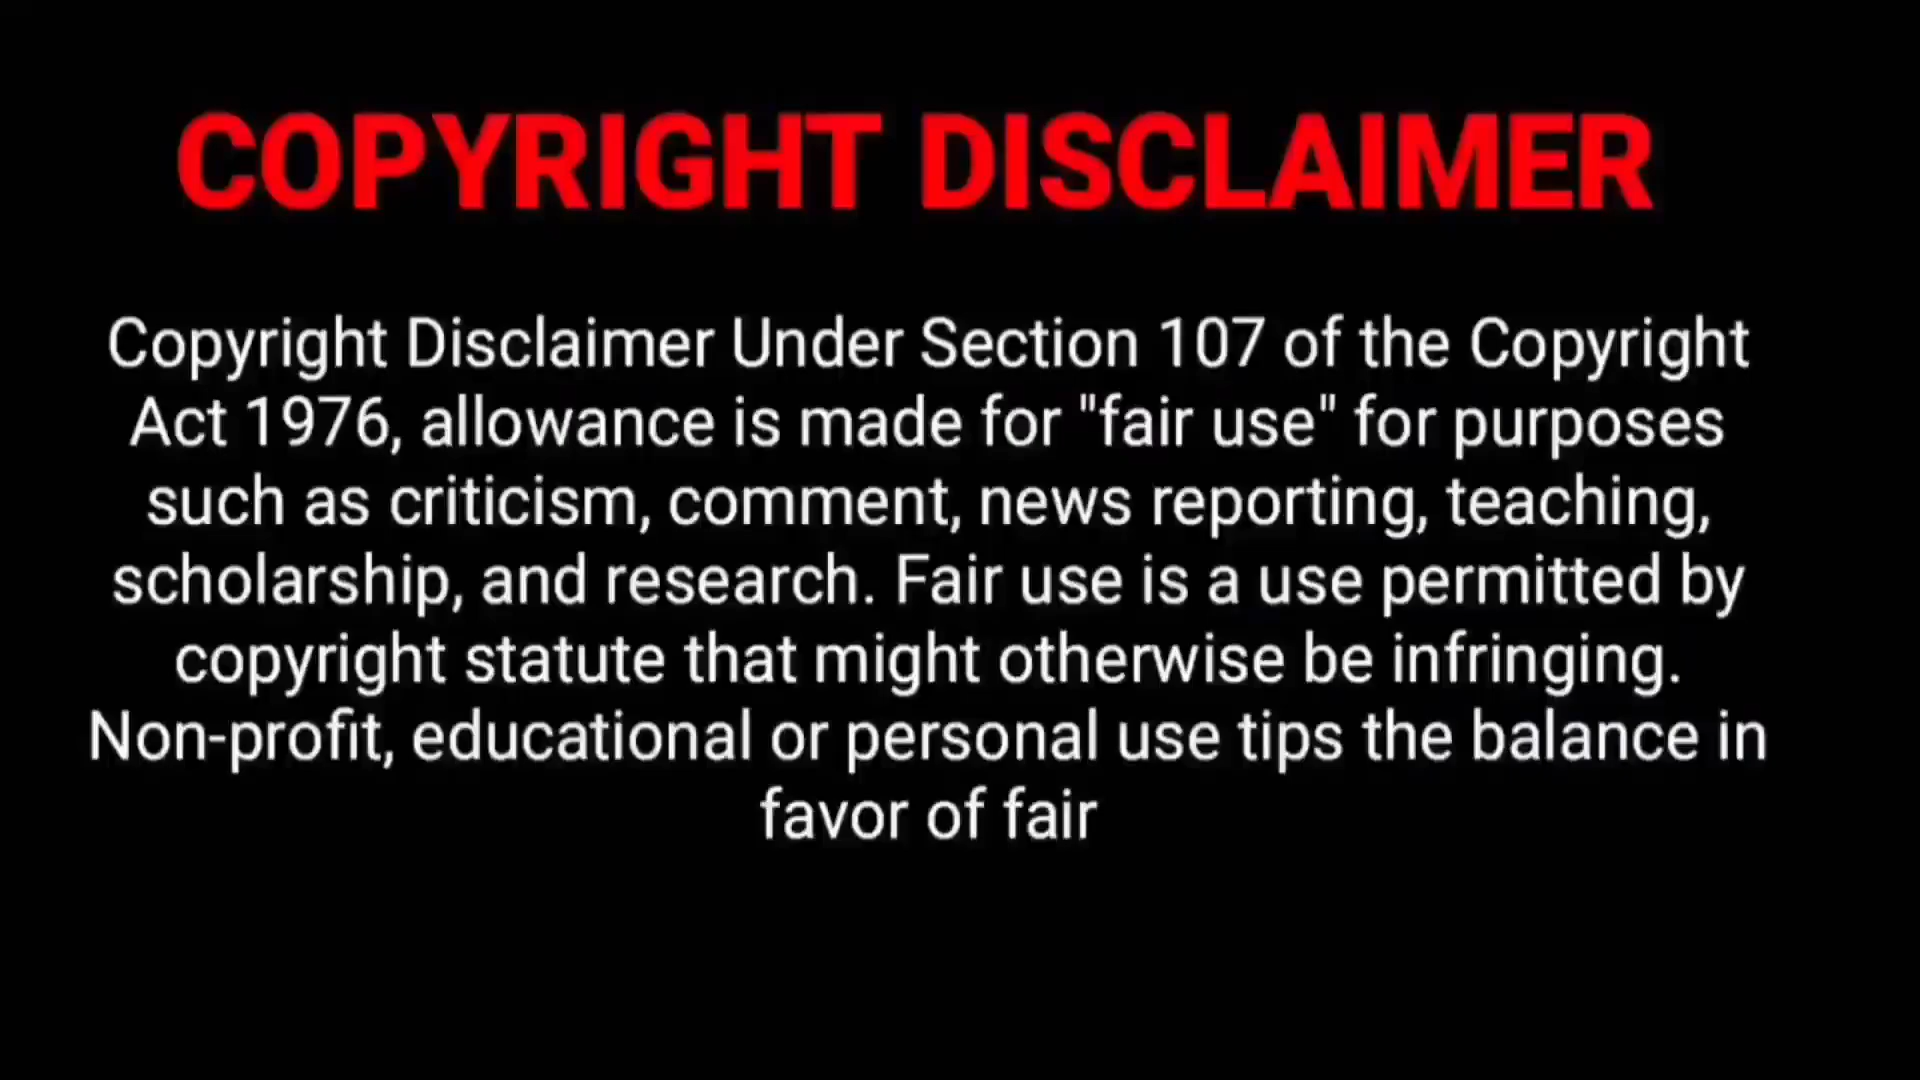 COPYRIGHT DISCLAIMER
Copyright Disclaimer Under Section 107 of the Copyright
Act 1976, allowance is made for "fair use" for purposes
such as criticism, comment, news reporting, teaching,
scholarship, and research. Fair use is a use permitted by
copyright statute that might otherwise be infringing.
Non-profit, educational or personal use tips the balance in
favor of fair